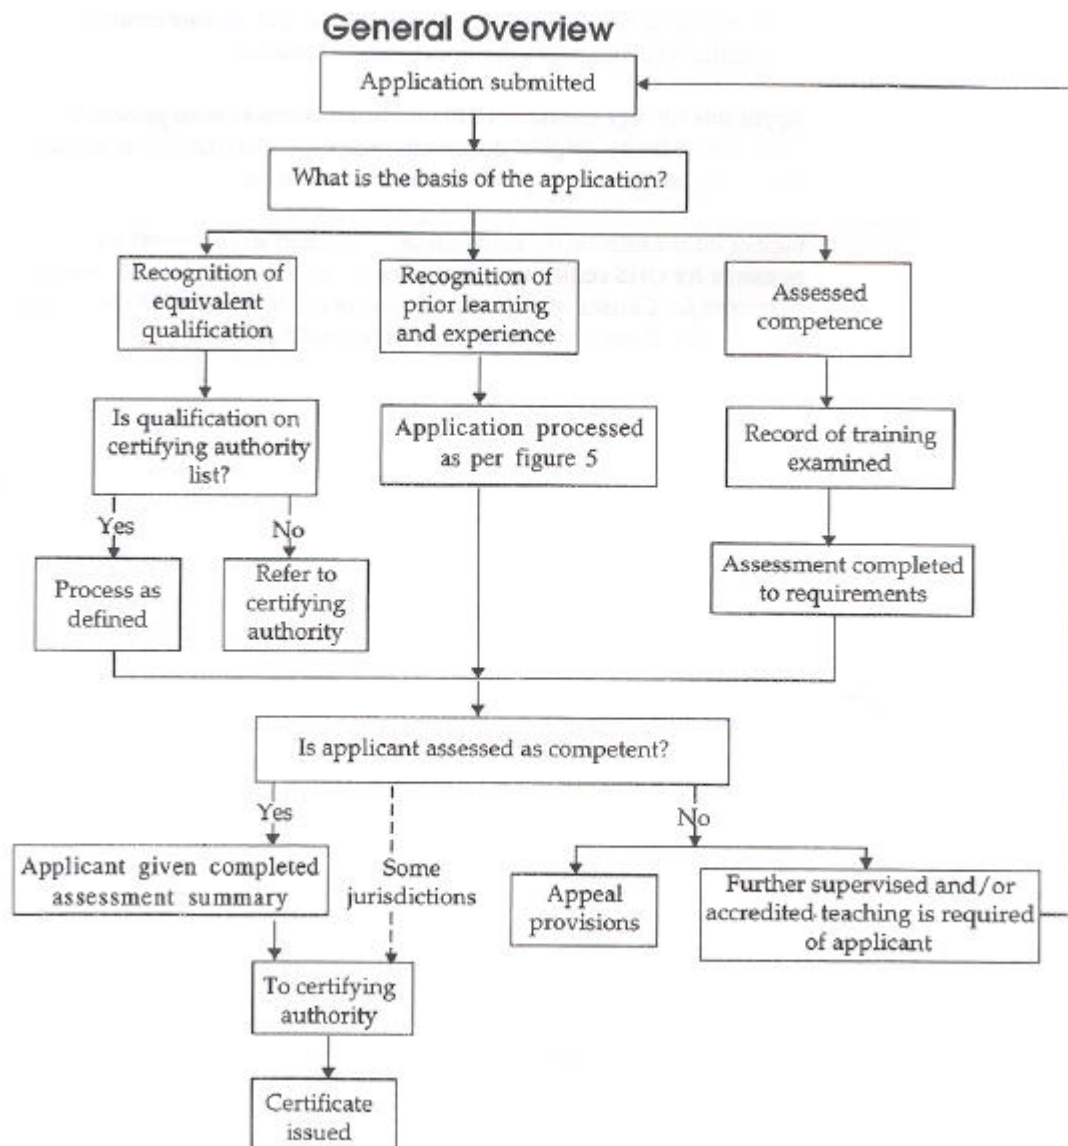 General Overview
Application submitted
What is the basis of the application?
Recognition of
equivalent
qualification
Recognition of
prior learning
and experience
Assessed
competence
Is qualification on
certifying authority
list?
Application processed
as per figure 5
Record of training
examined
Yes
No
Process as
defined
Refer to
certifying
authority
Assessment completed
to requirements
Is applicant assessed as competent?
Yes
No
Applicant given completed
assessment summary
Some
jurisdictions
Appeal
provisions
Further supervised and/or
accredited teaching is required
of applicant
To certifying
authority
Certificate
issued